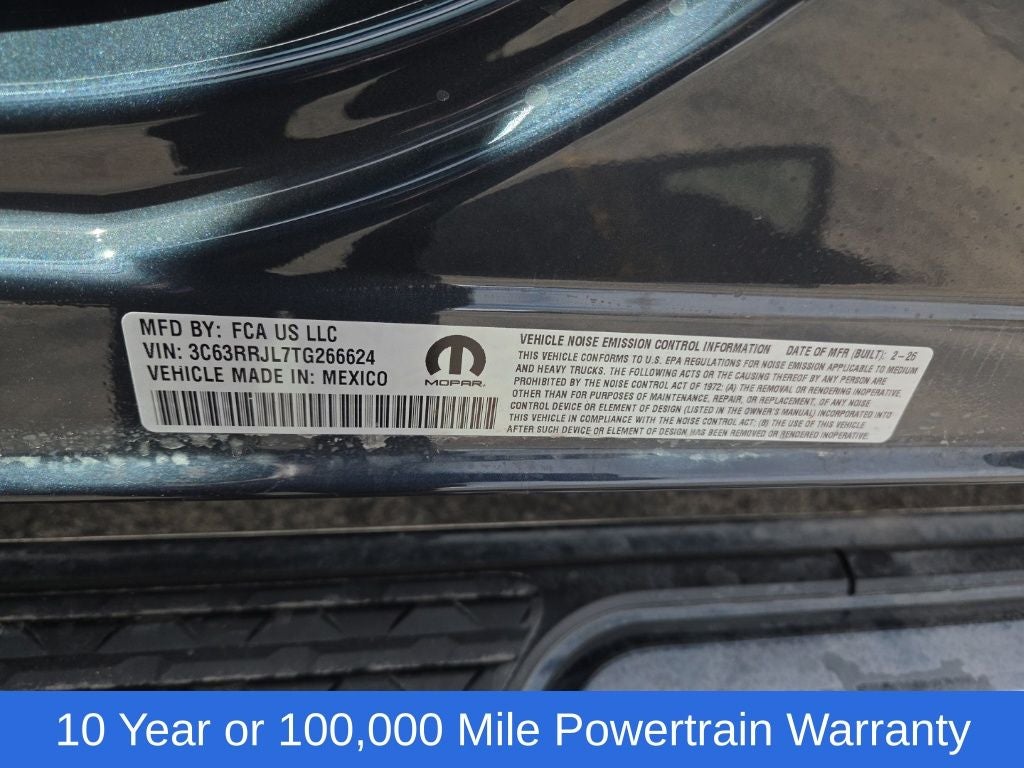 MFD BY: FCA US LLC
VIN: 3C63RRJL7TG266624
VEHICLE MADE IN: MEXICO
MOPAR®
VEHICLE NOISE EMISSION CONTROL INFORMATION DATE OF MFR (BUILT): 2-26
THIS VEHICLE CONFORMS TO U.S. EPA REGULATIONS FOR NOISE EMISSION APPLICABLE TO MEDIUM
AND HEAVY TRUCKS. THE FOLLOWING ACTS OR THE CAUSING THEREOF BY ANY PERSON ARE
PROHIBITED BY THE NOISE CONTROL ACT OF 1972: (A) THE REMOVAL OR RENDERING INOPERATIVE,
OTHER THAN FOR PURPOSES OF MAINTENANCE, REPAIR, OR REPLACEMENT, OF ANY NOISE
CONTROL DEVICE OR ELEMENT OF DESIGN (LISTED IN THE OWNER'S MANUAL) INCORPORATED INTO
THIS VEHICLE IN COMPLIANCE WITH THE NOISE CONTROL ACT; (B) THE USE OF THIS VEHICLE
AFTER SUCH DEVICE OR ELEMENT OF DESIGN HAS BEEN REMOVED OR RENDERED INOPERATIVE.
10 Year or 100,000 Mile Powertrain Warranty